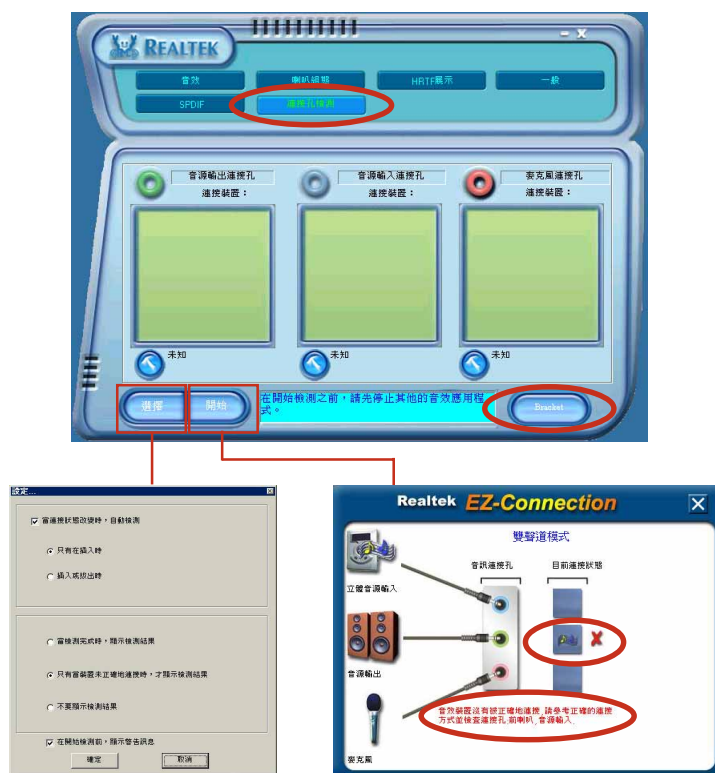 REALTEK
音效
喇叭組態
HRTF展示
一般
SPDIF
連接孔檢測
音源輸出連接孔
連接裝置：
音源輸入連接孔
連接裝置：
麥克風連接孔
連接裝置：
未知
未知
未知
選擇
開始
在開始檢測之前，請先停止其他的音效應用程
式。
Bracket
設定...
當連接狀態改變時，自動檢測
只有在插入時
插入或拔出時
當檢測完成時，顯示檢測結果
只有當裝置未正確地連接時，才顯示檢測結果
不要顯示檢測結果
在開始檢測前，顯示警告訊息
確定
取消
Realtek EZ-Connection
雙聲道模式
音訊連接孔
目前連接狀態
立體音源輸入
音源輸出
麥克風
音效裝置沒有被正確地連接,請參考正確的連接
方式並檢查連接孔:前喇叭,音源輸入,